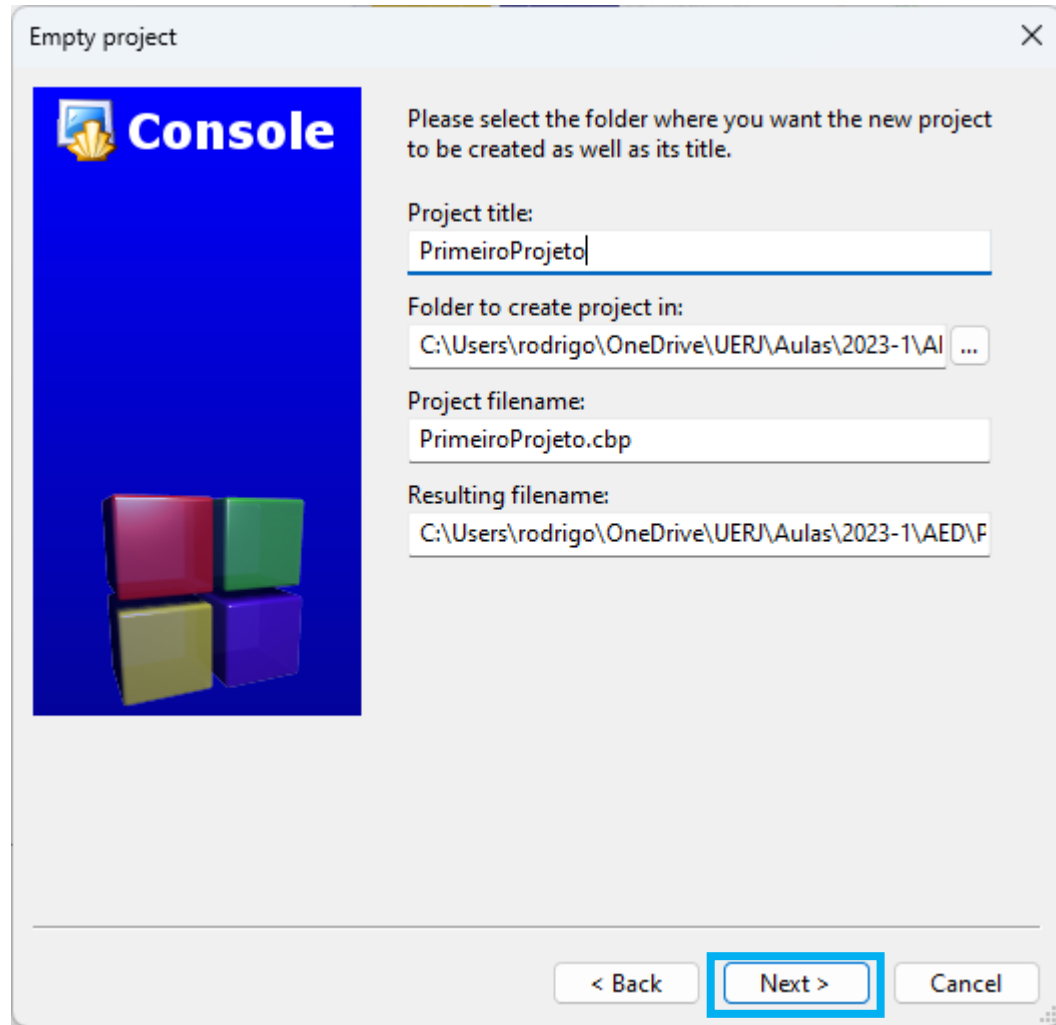 Empty project
Console
Please select the folder where you want the new project
to be created as well as its title.
Project title:
PrimeiroProjeto
Folder to create project in:
C:\Users\rodrigo\OneDrive\UERJ\Aulas\2023-1\AI ...
Project filename:
PrimeiroProjeto.cbp
Resulting filename:
C:\Users\rodrigo\OneDrive\UERJ\Aulas\2023-1\AED\P
< Back Next > Cancel